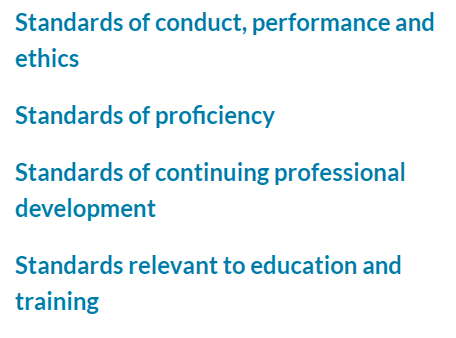 Standards of conduct, performance and
ethics
Standards of proficiency
Standards of continuing professional
development
Standards relevant to education and
training